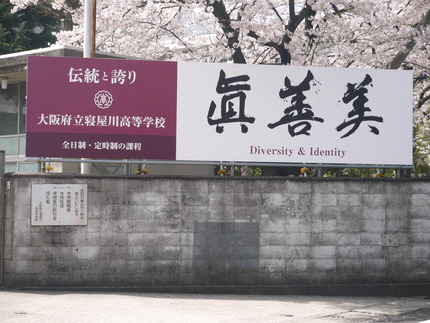 伝統と誇り
大阪府立寝屋川高等学校
全日制・定時制の課程
眞善美
Diversity & Identity